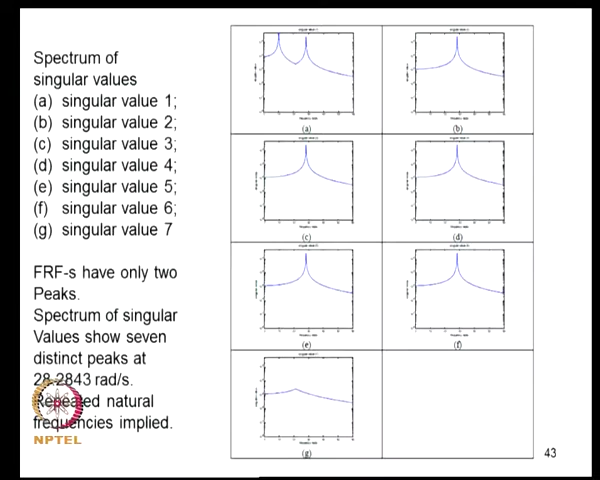 Spectrum of
singular values
(a) singular value 1;
(b) singular value 2;
(c) singular value 3;
(d) singular value 4;
(e) singular value 5;
(f) singular value 6;
(g) singular value 7
FRF-s have only two
Peaks.
Spectrum of singular
Values show seven
distinct peaks at
28.2843 rad/s.
Repeated natural
frequencies implied.
NPTEL
(a)
(b)
(c)
(d)
(e)
(f)
(g)
43